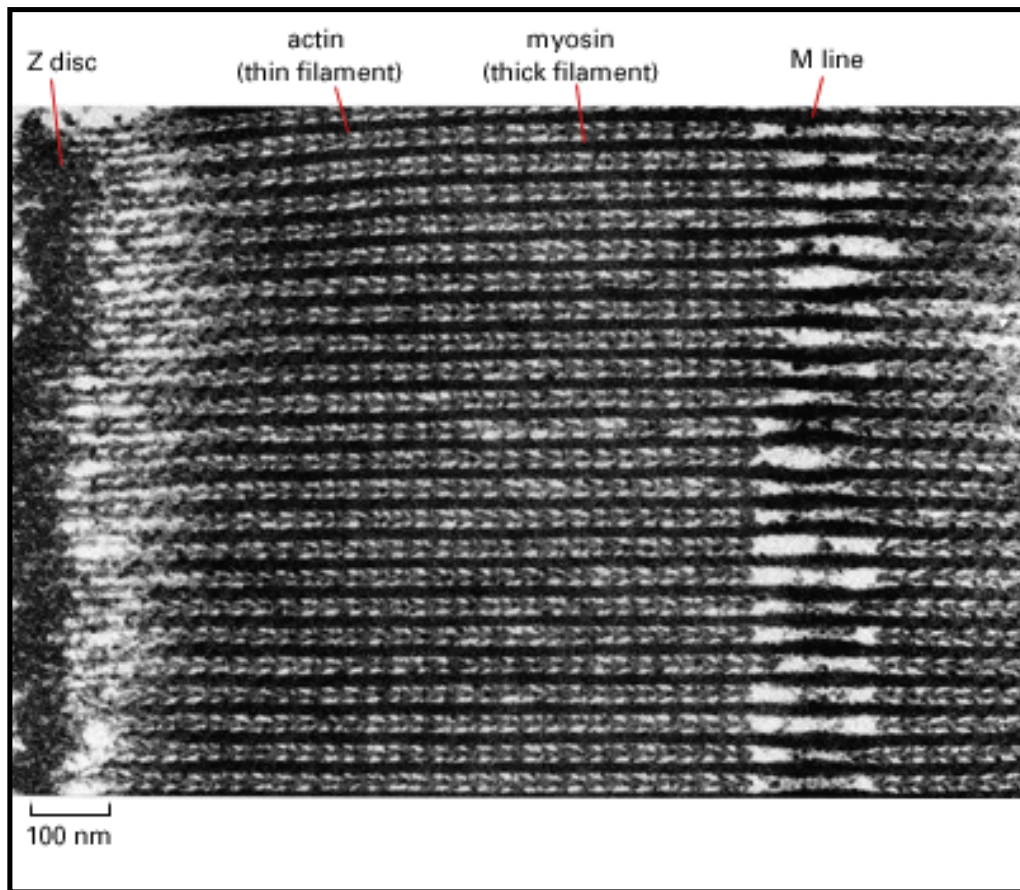 Z disc
actin
(thin filament)
myosin
(thick filament)
M line
100 nm